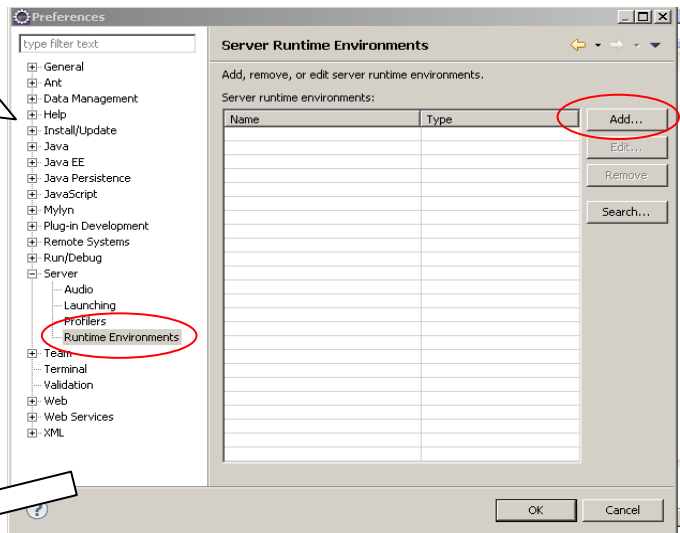 Preferences
type filter text
General
Ant
Data Management
Help
Install/Update
Java
Java EE
Java Persistence
JavaScript
Mylyn
Plug-in Development
Remote Systems
Run/Debug
Server
Audio
Launching
Profilers
Runtime Environments
Team
Terminal
Validation
Web
Web Services
XML
Server Runtime Environments
Add, remove, or edit server runtime environments.
Server runtime environments:
Name Type
Add...
Edit...
Remove
Search...
?
OK Cancel